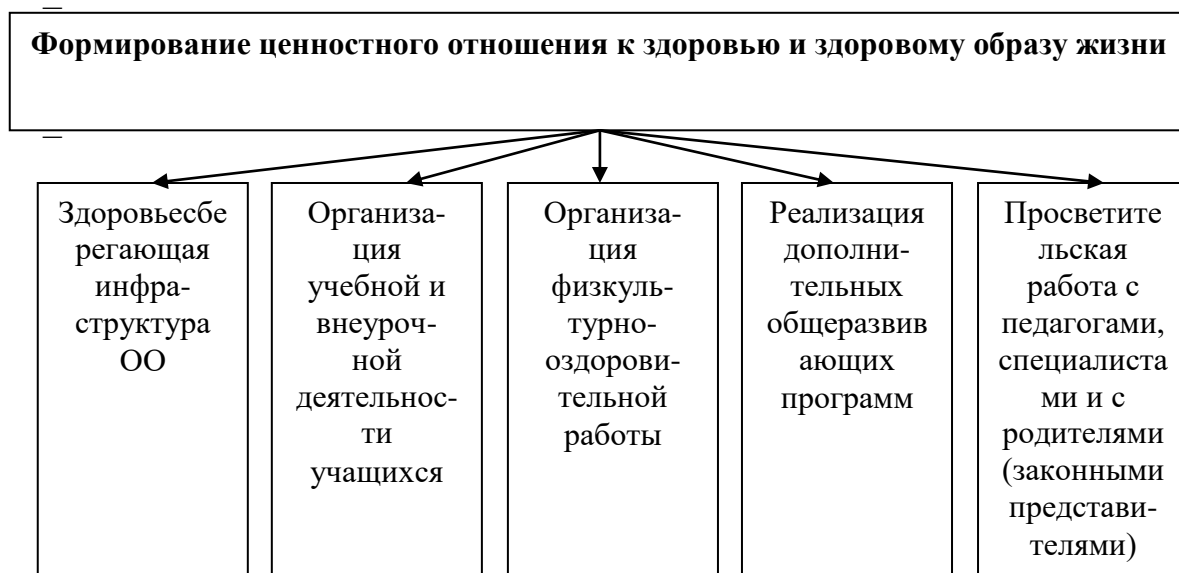 Формирование ценностного отношения к здоровью и здоровому образу жизни
Здоровьесбе
регающая
инфра-
структура
ОО
Организа-
ция
учебной и
внеуроч-
ной
деятельнос-
ти
учащихся
Организа-
ция
физкуль-
турно-
оздорови-
тельной
работы
Реализация
дополни-
тельных
общеразвив
ающих
программ
Просветите
льская
работа с
педагогами,
специалиста
ми и с
родителями
(законными
представи-
телями)